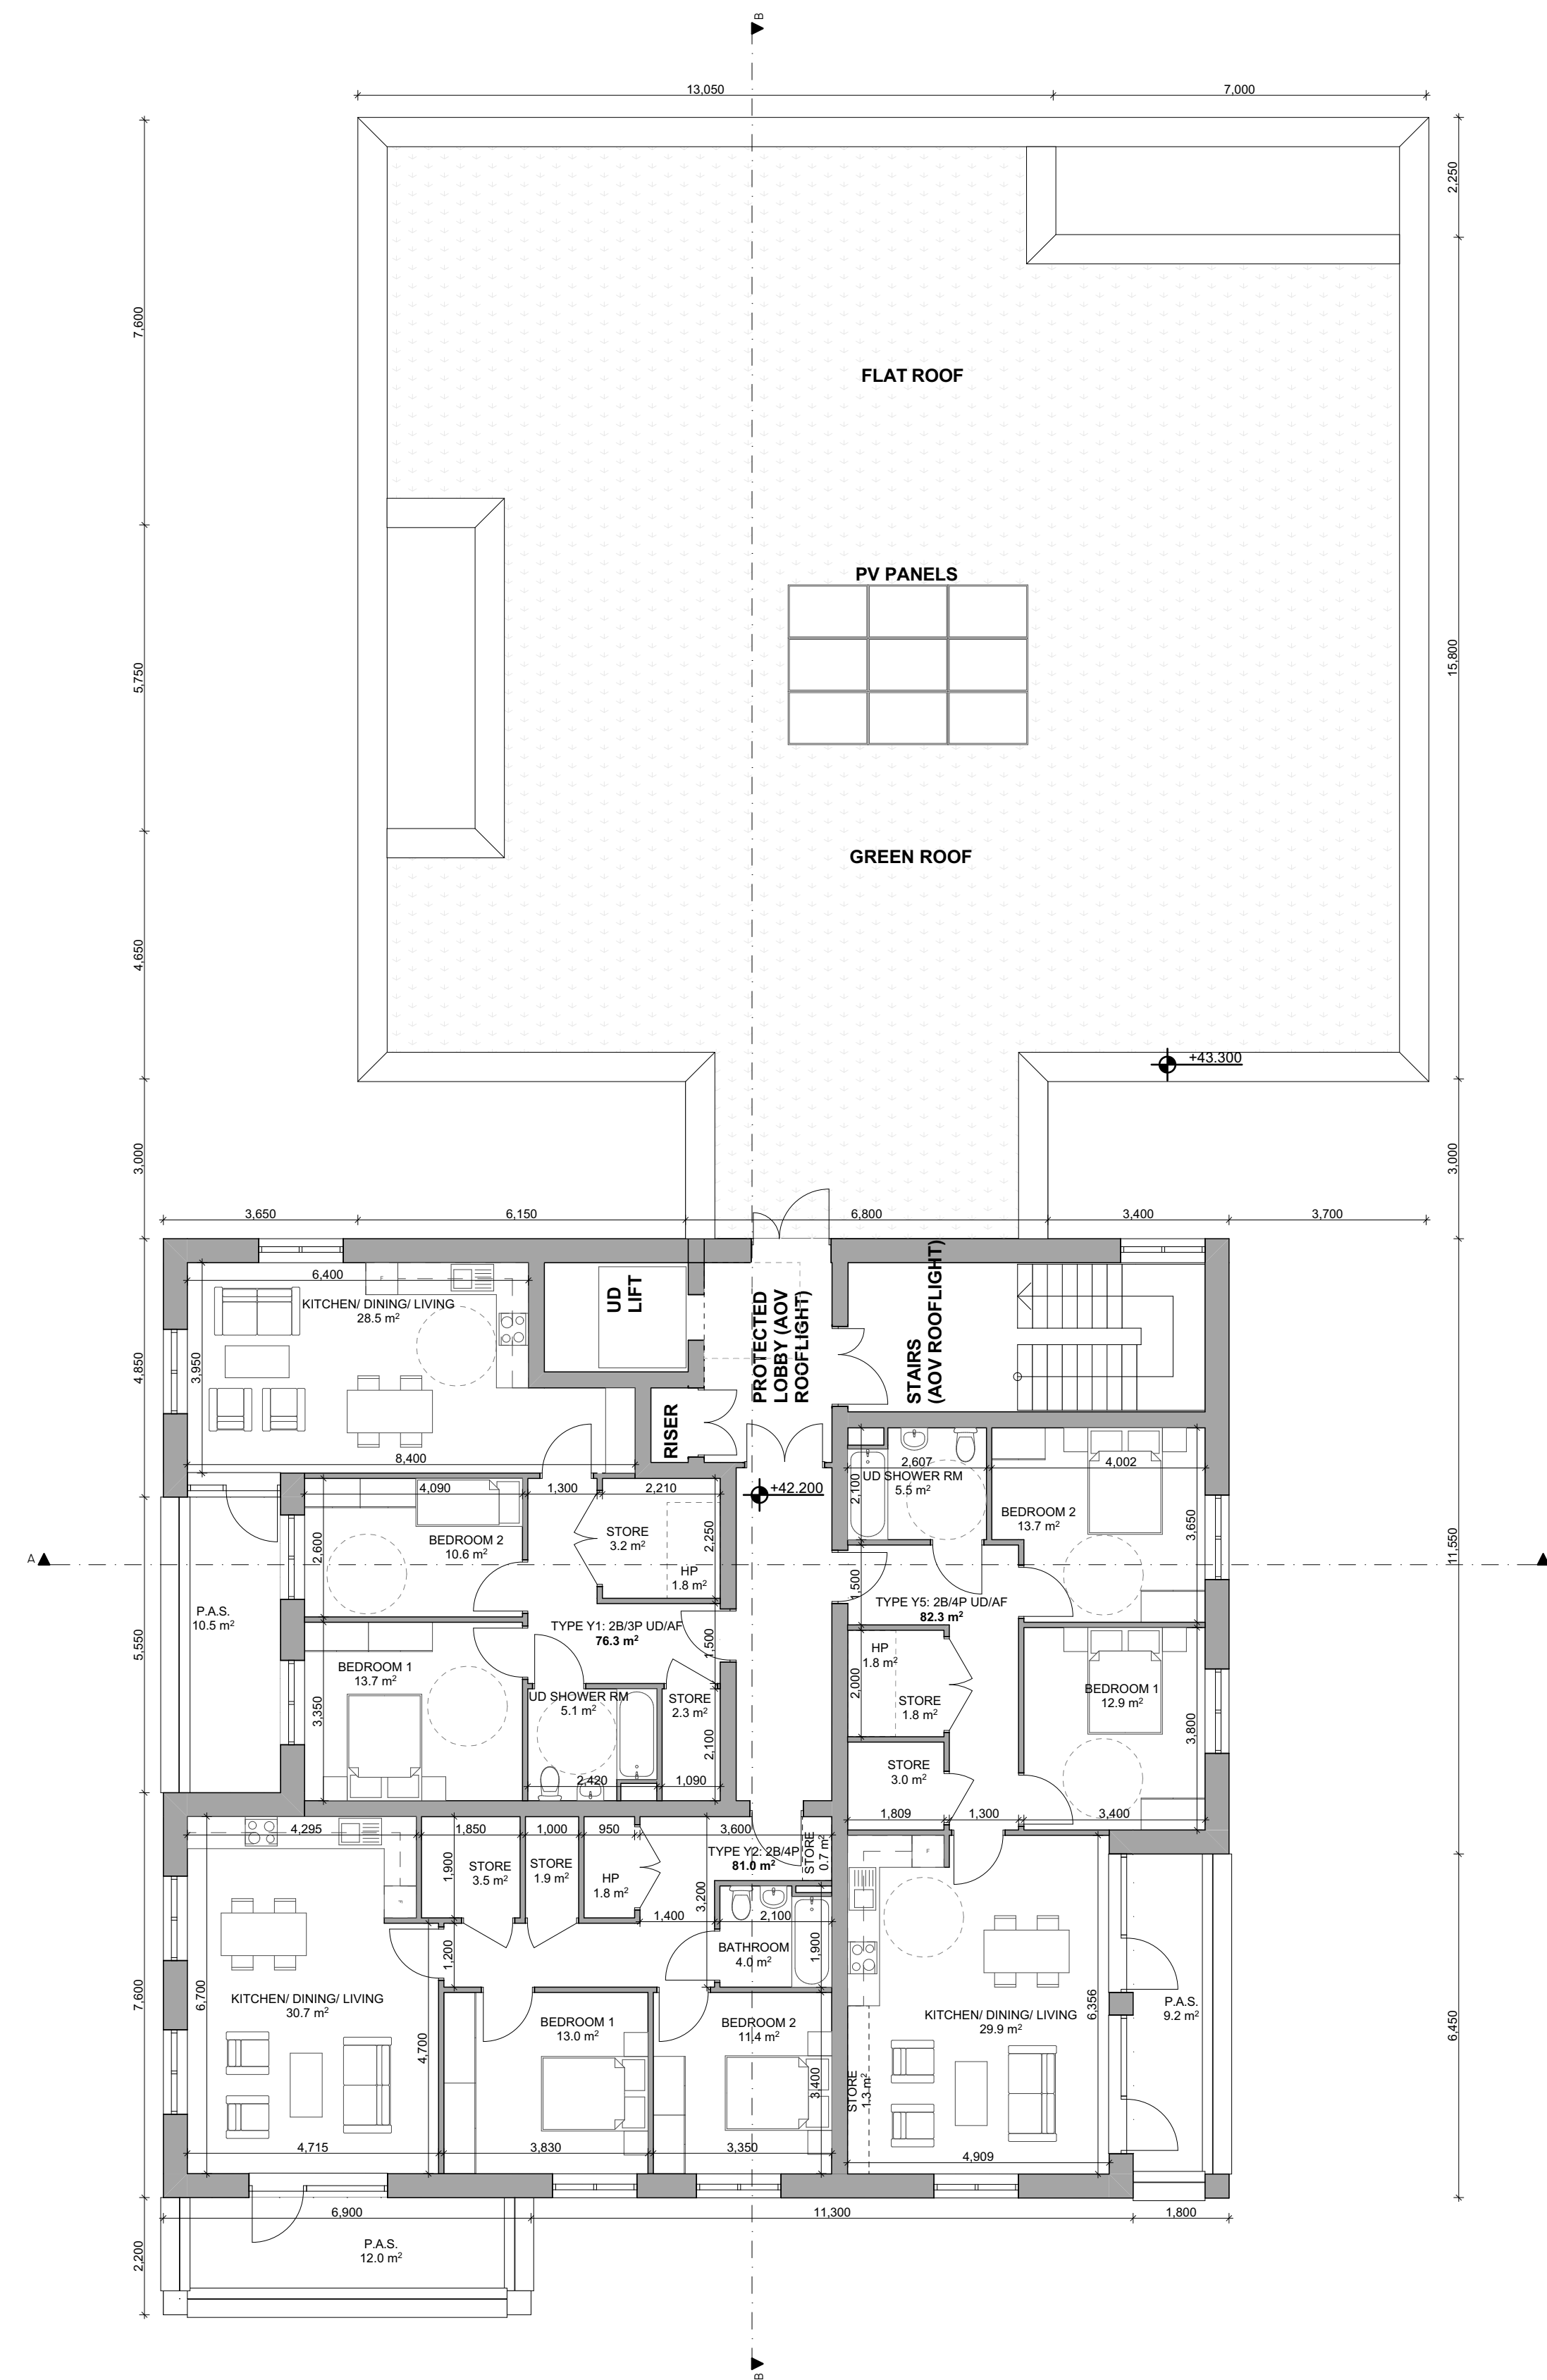 B
13,050
7,000
2,250
7,600
FLAT ROOF
PV PANELS
5,750
15,800
GREEN ROOF
4,650
+43.300
3,000
3,000
3,650
6,150
6,800
3,400
3,700
6,400
KITCHEN/ DINING/ LIVING
28.5 m²
3,950
4,850
8,400
UD
LIFT
RISER
PROTECTED
LOBBY (AOV
ROOFLIGHT)
STAIRS
(AOV ROOFLIGHT)
+42.200
4,090
1,300
2,210
BEDROOM 2
10.6 m²
2,600
STORE
3.2 m²
2,250
HP
1.8 m²
2,607
UD SHOWER RM
5.5 m²
2,100
4,002
BEDROOM 2
13.7 m²
3,650
A
11,550
1,500
P.A.S.
10.5 m²
5,550
TYPE Y1: 2B/3P UD/AF
76.3 m²
1,500
TYPE Y5: 2B/4P UD/AF
82.3 m²
BEDROOM 1
13.7 m²
3,350
UD SHOWER RM
5.1 m²
STORE
2.3 m²
2,100
2,420
1,090
HP
1.8 m²
2,000
STORE
1.8 m²
BEDROOM 1
12.9 m²
3,800
STORE
3.0 m²
1,809
1,300
3,400
4,295
1,850
1,000
950
3,600
1,900
STORE
3.5 m²
STORE
1.9 m²
HP
1.8 m²
TYPE Y2: 2B/4P
81.0 m²
STORE
0.7 m²
3,200
1,400
2,100
BATHROOM
4.0 m²
1,900
1,200
7,600
6,700
KITCHEN/ DINING/ LIVING
30.7 m²
4,700
BEDROOM 1
13.0 m²
BEDROOM 2
11.4 m²
3,400
STORE
1.3 m²
KITCHEN/ DINING/ LIVING
29.9 m²
6,356
P.A.S.
9.2 m²
6,450
4,715
3,830
3,350
4,909
6,900
11,300
1,800
2,200
P.A.S.
12.0 m²
B